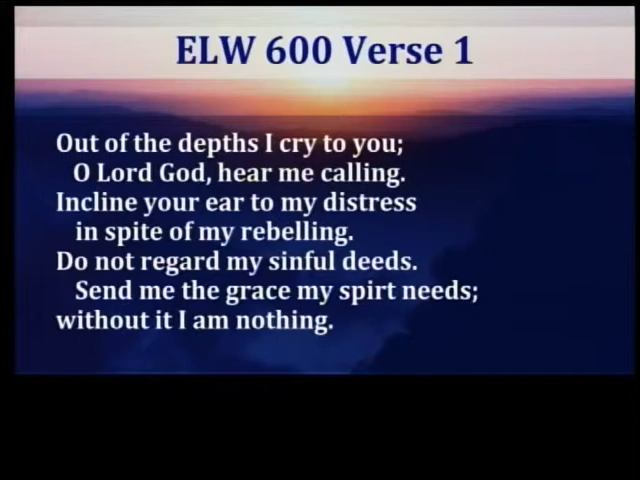 ELW 600 Verse 1
Out of the depths I cry to you;
O Lord God, hear me calling.
Incline your ear to my distress
in spite of my rebelling.
Do not regard my sinful deeds.
Send me the grace my spirt needs;
without it I am nothing.